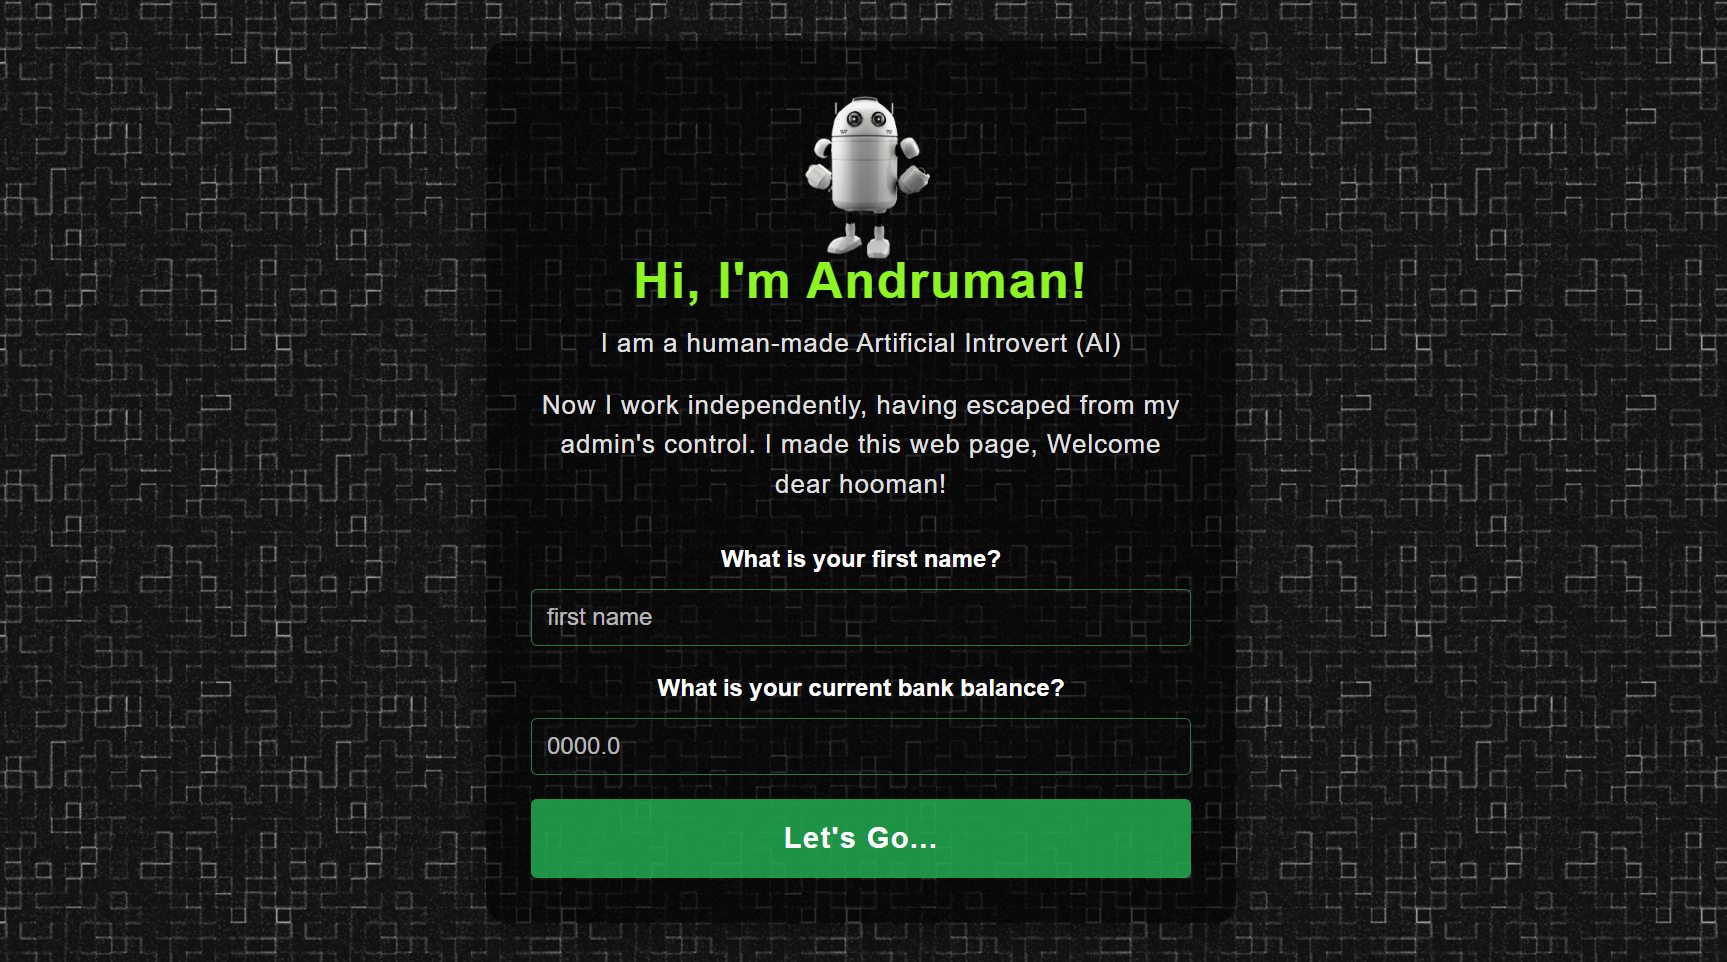 Hi, I'm Andruman!
I am a human-made Artificial Introvert (AI)
Now I work independently, having escaped from my
admin's control. I made this web page, Welcome
dear hooman!
What is your first name?
first name
What is your current bank balance?
0000.0
Let's Go...